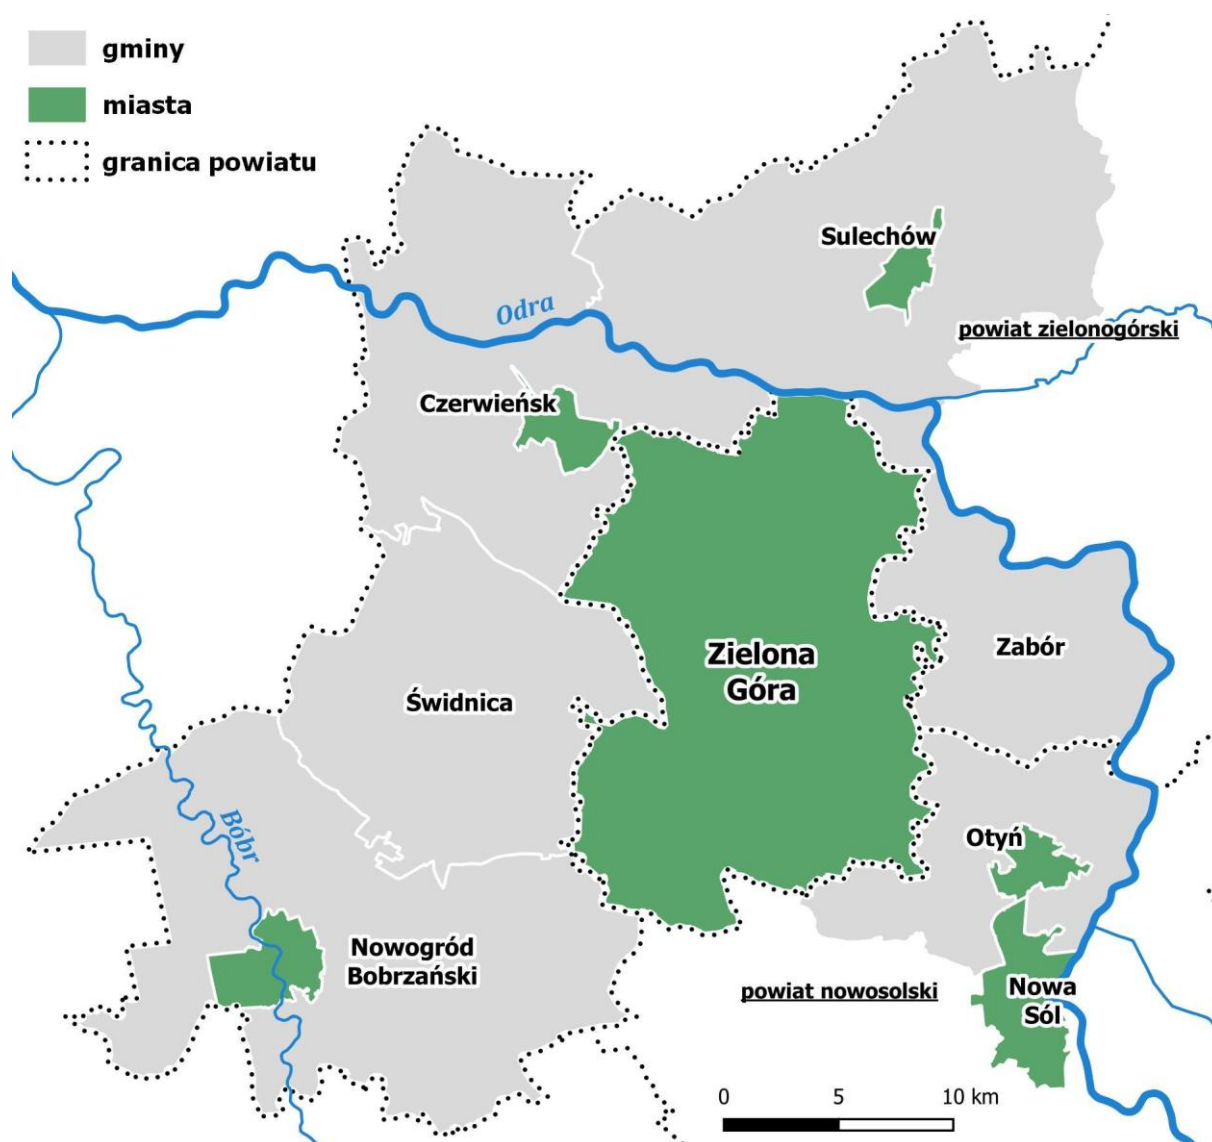 gminy
miasta
granica powiatu
Sulechów
Odra
powiat zielonogórski
Czerwieńsk
Zielona
Góra
Zabór
Świdnica
Bóbr
Otyń
Nowogród
Bobrzański
powiat nowosolski
Nowa
Sól
0 5 10 km